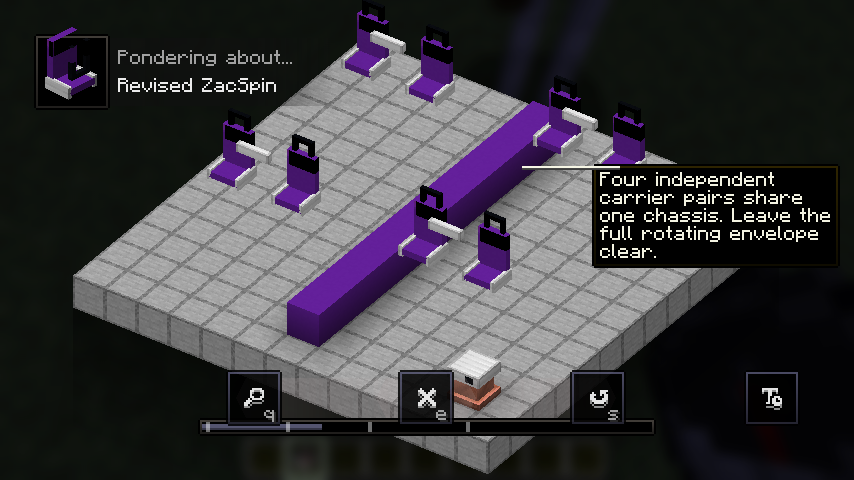 Pondering about...
Revised ZacSpin
Four independent
carrier pairs share
one chassis. Leave the
full rotating envelope
clear.
q
e
s
T